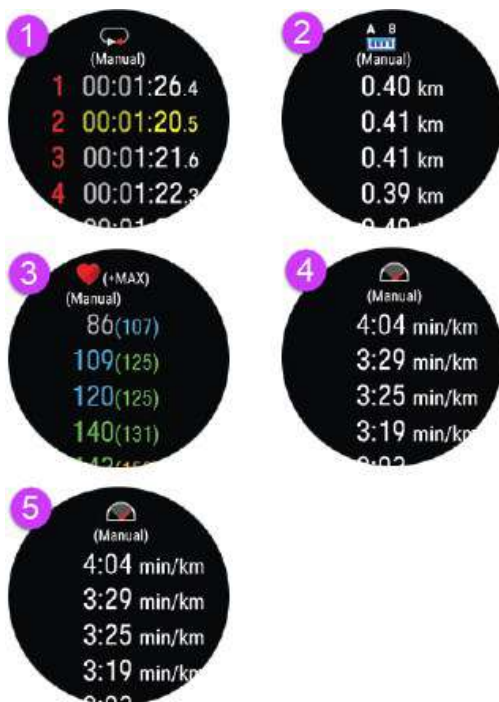 1
(Manual)
1 00:01:26.4
2 00:01:20.5
3 00:01:21.6
4 00:01:22.3
2
A B
(Manual)
0.40 km
0.41 km
0.41 km
0.39 km
3
(+MAX)
(Manual)
86(107)
109(125)
120(125)
140(131)
4
(Manual)
4:04 min/km
3:29 min/km
3:25 min/km
3:19 min/km
5
(Manual)
4:04 min/km
3:29 min/km
3:25 min/km
3:19 min/km